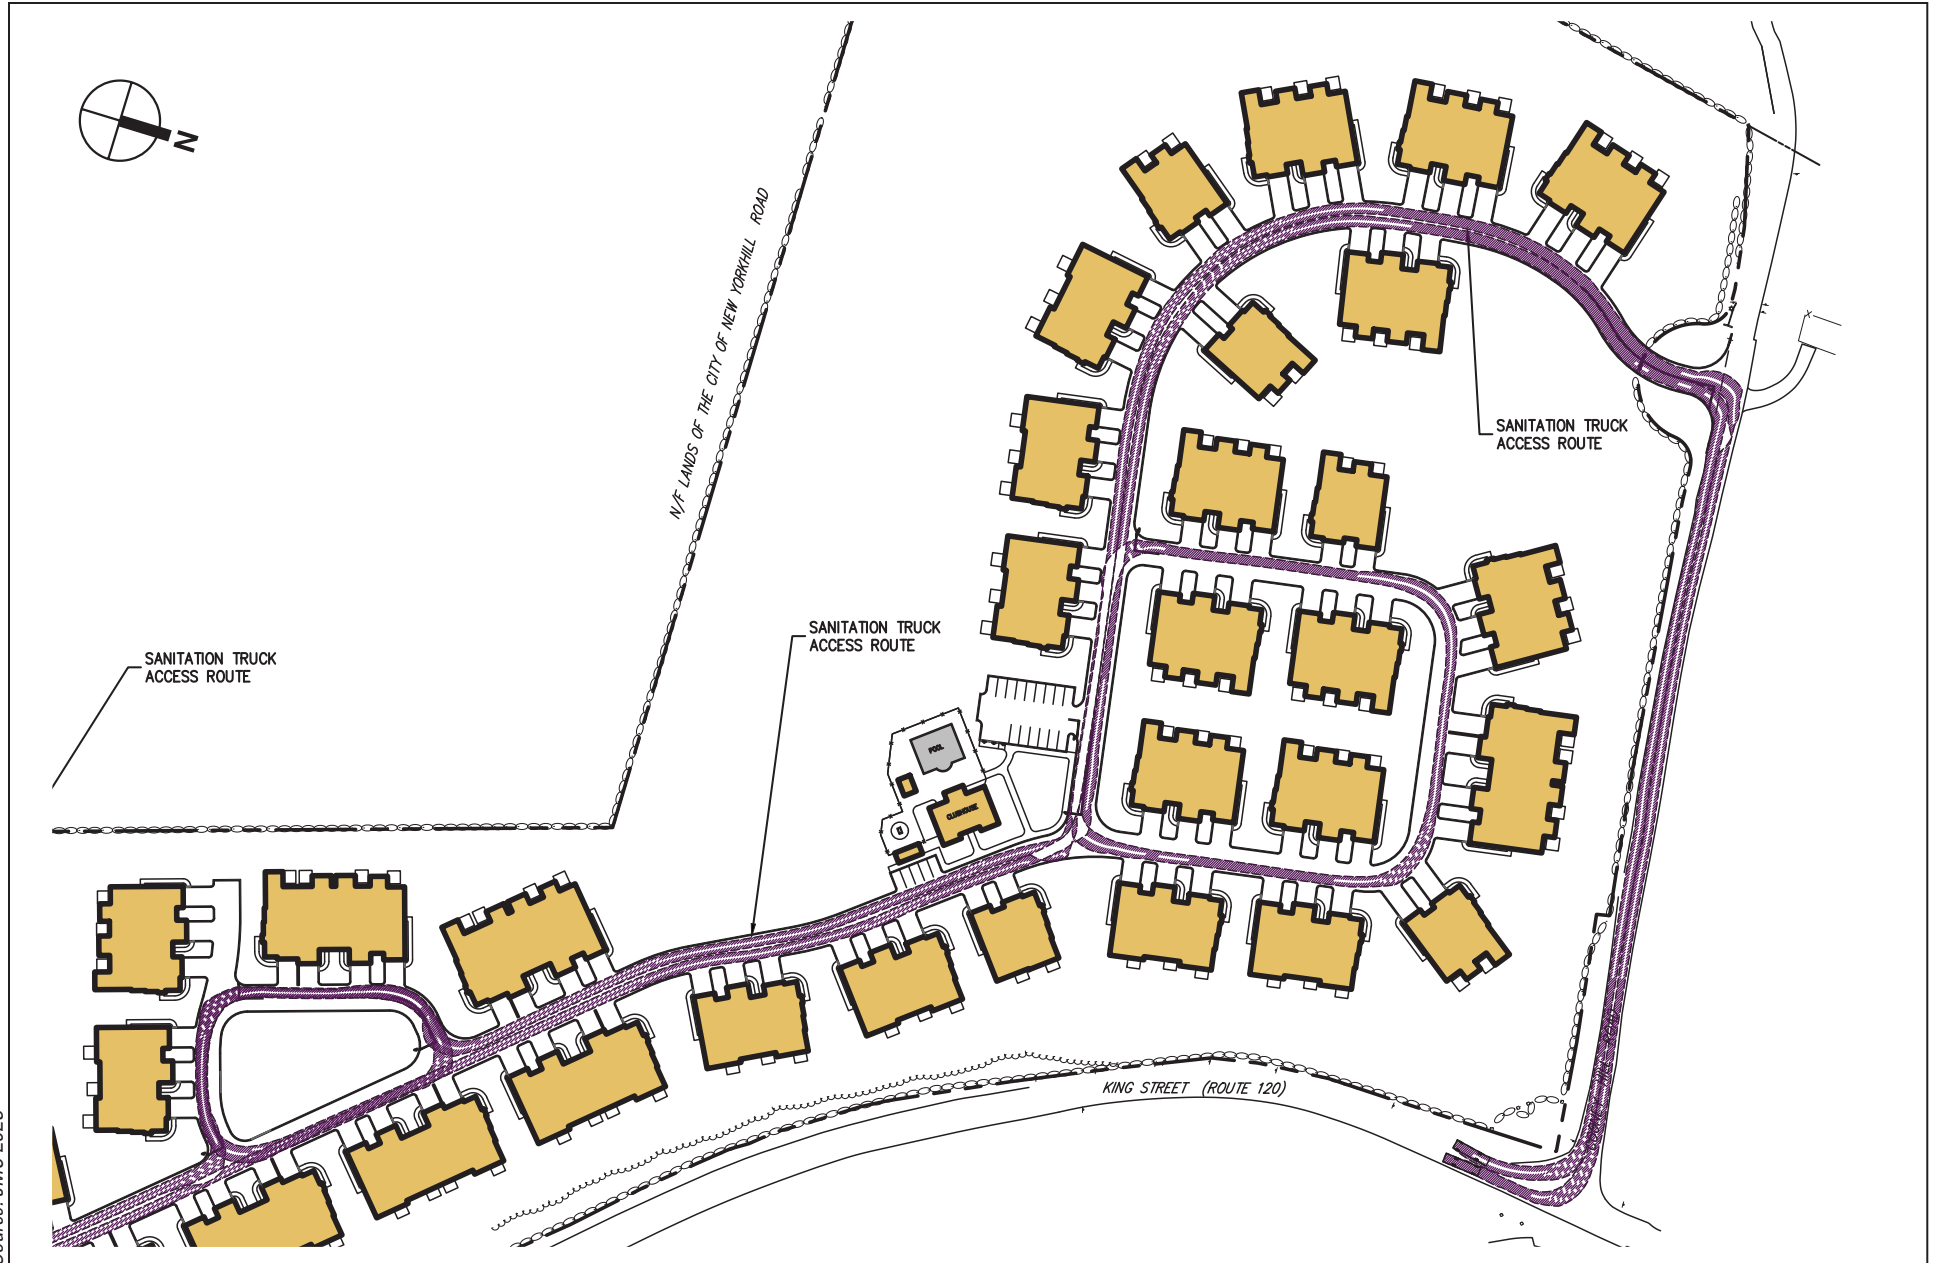 N
N/F LANDS OF THE CITY OF NEW YORKHILL ROAD
SANITATION TRUCK
ACCESS ROUTE
SANITATION TRUCK
ACCESS ROUTE
SANITATION TRUCK
ACCESS ROUTE
POOL
CLUBHOUSE
KING STREET (ROUTE 120)